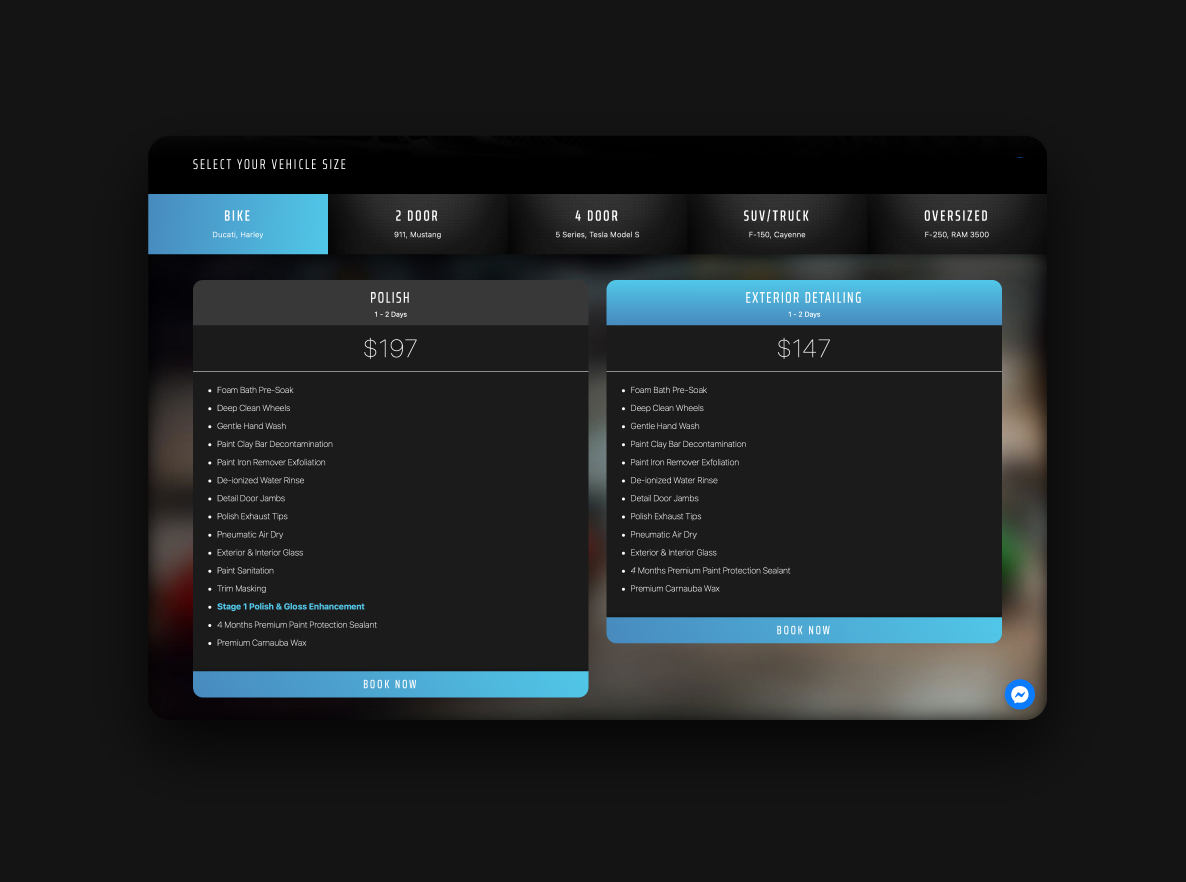 SELECT YOUR VEHICLE SIZE
BIKE
Ducati, Harley
2 DOOR
911, Mustang
4 DOOR
5 Series, Tesla Model S
SUV/TRUCK
F-150, Cayenne
OVERSIZED
F-250, RAM 3500
POLISH
1 - 2 Days
$197
Foam Bath Pre-Soak
Deep Clean Wheels
Gentle Hand Wash
Paint Clay Bar Decontamination
Paint Iron Remover Exfoliation
De-ionized Water Rinse
Detail Door Jambs
Polish Exhaust Tips
Pneumatic Air Dry
Exterior & Interior Glass
Paint Sanitation
Trim Masking
Stage 1 Polish & Gloss Enhancement
4 Months Premium Paint Protection Sealant
Premium Carnauba Wax
BOOK NOW
EXTERIOR DETAILING
1 - 2 Days
$147
Foam Bath Pre-Soak
Deep Clean Wheels
Gentle Hand Wash
Paint Clay Bar Decontamination
Paint Iron Remover Exfoliation
De-ionized Water Rinse
Detail Door Jambs
Polish Exhaust Tips
Pneumatic Air Dry
Exterior & Interior Glass
4 Months Premium Paint Protection Sealant
Premium Carnauba Wax
BOOK NOW